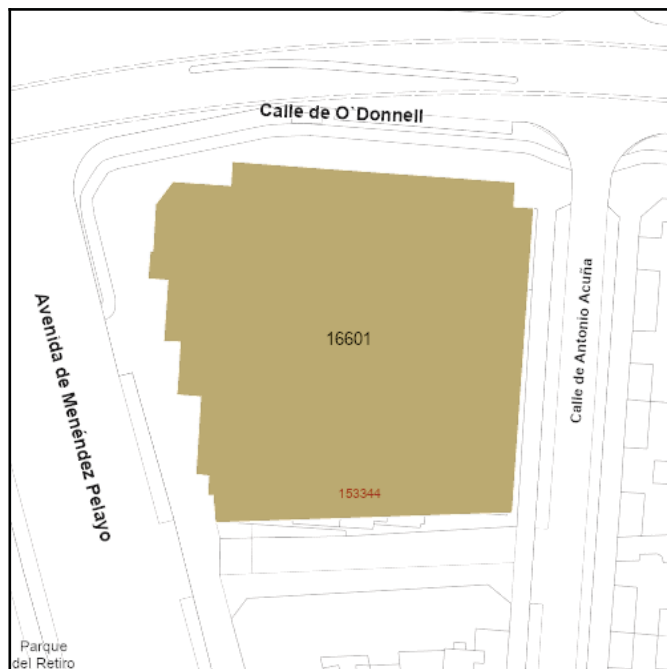 Calle de O`Donnell
Avenida de Menéndez Pelayo
16601
Calle de Antonio Acuña
153344
Parque
del Retiro